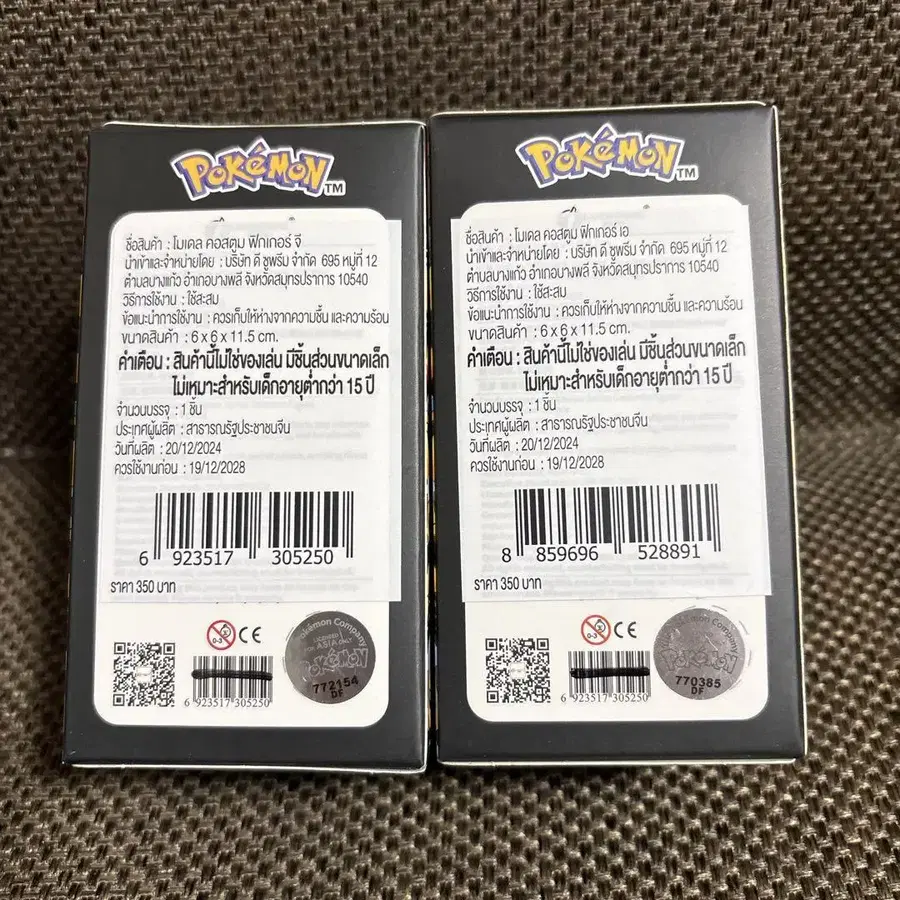 POKéMON TM
ชื่อสินค้า : โมเดล คอสตูม ฟิกเกอร์ จี
นำเข้าและจำหน่ายโดย : บริษัท ดี ซูพรีม จำกัด 695 หมู่ที่ 12
ตำบลบางแก้ว อำเภอบางพลี จังหวัดสมุทรปราการ 10540
วิธีการใช้งาน : ใช้สะสม
ข้อแนะนำการใช้งาน : ควรเก็บให้ห่างจากความชื้น และความร้อน
ขนาดสินค้า : 6 x 6 x 11.5 cm.
คำเตือน : สินค้านี้ไม่ใช่ของเล่น มีชิ้นส่วนขนาดเล็ก
ไม่เหมาะสำหรับเด็กอายุต่ำกว่า 15 ปี
จำนวนบรรจุ : 1 ชิ้น
ประเทศผู้ผลิต : สาธารณรัฐประชาชนจีน
วันที่ผลิต : 20/12/2024
ควรใช้งานก่อน : 19/12/2028
6 923517 305250
ราคา 350 บาท
0-3 CE
6 923517 305250
Pokémon Company
LICENSED
FOR ASIA ONLY
POKéMON
772154
DF
POKéMON TM
ชื่อสินค้า : โมเดล คอสตูม ฟิกเกอร์ เอ
นำเข้าและจำหน่ายโดย : บริษัท ดี ซูพรีม จำกัด 695 หมู่ที่ 12
ตำบลบางแก้ว อำเภอบางพลี จังหวัดสมุทรปราการ 10540
วิธีการใช้งาน : ใช้สะสม
ข้อแนะนำการใช้งาน : ควรเก็บให้ห่างจากความชื้น และความร้อน
ขนาดสินค้า : 6 x 6 x 11.5 cm.
คำเตือน : สินค้านี้ไม่ใช่ของเล่น มีชิ้นส่วนขนาดเล็ก
ไม่เหมาะสำหรับเด็กอายุต่ำกว่า 15 ปี
จำนวนบรรจุ : 1 ชิ้น
ประเทศผู้ผลิต : สาธารณรัฐประชาชนจีน
วันที่ผลิต : 20/12/2024
ควรใช้งานก่อน : 19/12/2028
8 859696 528891
ราคา 350 บาท
0-3 CE
6 923517 305250
POKéMON
770385
DF